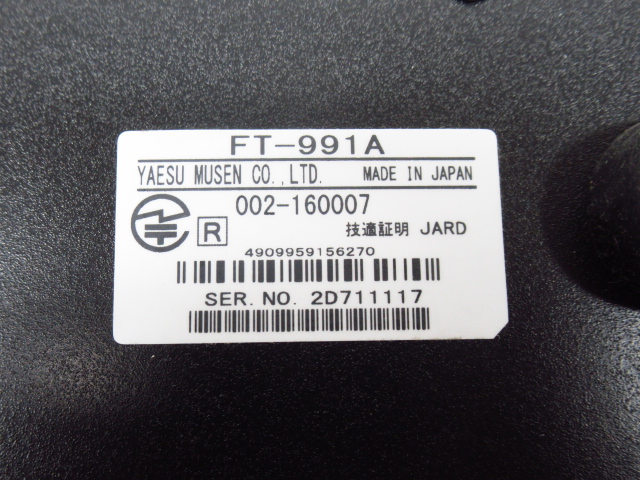 FT-991A
YAESU MUSEN CO.,LTD. MADE IN JAPAN
002-160007
R 技適証明 JARD
4909959156270
SER. NO. 2D711117